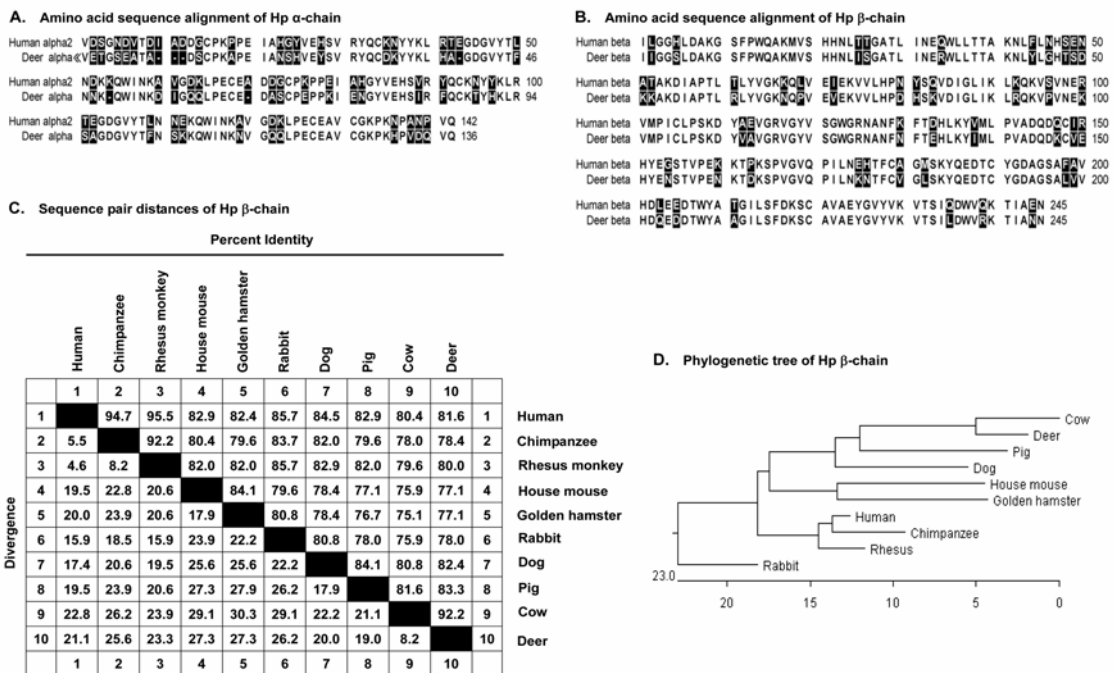 A. Amino acid sequence alignment of Hp α-chain
Human alpha2 VDSGNDVTDI ADDGCPKPPE IAHGYVEHSV RYQCKNYYKL RTEGDGVYTL 50
Deer alpha VETGSEATA- --DSCPKAPE IANSHVEYSV RYQCDKYYKL HA-GDGVYTF 46
Human alpha2 NDKKQWINKA VGDKLPECEA DDGCPKPPEI AHGYVEHSVR YQCKNYYKLR 100
Deer alpha NNK-QWINKD IGQQLPECE- DASCPEPPKI ENGYVEHSIR FQCKTYHKLR 94
Human alpha2 TEGDGVYTLN NEKQWINKAV GDKLPECEAV CGKPKNPANP VQ 142
Deer alpha SAGDGVYTFN SKKQWINKNV GQQLPECEAV CGKPKHPVDQ VQ 136
B. Amino acid sequence alignment of Hp β-chain
Human beta ILGGHLDAKG SFPWQAKMVS HHNLTTGATL INEQWLLTTA KNLFLNHSEN 50
Deer beta IIGGSLDAKG SFPWQAKMVS HHNLISGATL INERWLLTTA KNLYLGHTSD 50
Human beta ATAKDIAPTL TLYVGKKQLV EIEKVVLHPN YSQVDIGLIK LKQKVSVNER 100
Deer beta KKAKDIAPTL RLYVGKNQPV EVEKVVLHPD HSKVDIGLIK LRQKVPVNEK 100
Human beta VMPICLPSKD YAEVGRVGYV SGWGRNANFK FTDHLKYVML PVADQDQCIR 150
Deer beta VMPICLPSKD YVAVGRVGYV SGWGRNANFN FTEHLKYIML PVADQDKCVE 150
Human beta HYEGSTVPEK KTPKSPVGVQ PILNEHTFCA GMSKYQEDTC YGDAGSAFAV 200
Deer beta HYENSTVPEN KTDKSPVGVQ PILNKNTFCV GLSKYQEDTC YGDAGSALVV 200
Human beta HDLEEDTWYA TGILSFDKSC AVAEYGVYVK VTSIQDWVQK TIAEN 245
Deer beta HDQEDDTWYA AGILSFDKSC AVAEYGVYVK VTSILDWVRK TIANN 245
C. Sequence pair distances of Hp β-chain
Percent Identity
Human Chimpanzee Rhesus monkey House mouse Golden hamster Rabbit Dog Pig Cow Deer
1 2 3 4 5 6 7 8 9 10
1 94.7 95.5 82.9 82.4 85.7 84.5 82.9 80.4 81.6 1 Human
2 5.5 92.2 80.4 79.6 83.7 82.0 79.6 78.0 78.4 2 Chimpanzee
3 4.6 8.2 82.0 82.0 85.7 82.9 82.0 79.6 80.0 3 Rhesus monkey
4 19.5 22.8 20.6 84.1 79.6 78.4 77.1 75.9 77.1 4 House mouse
5 20.0 23.9 20.6 17.9 80.8 78.4 76.7 75.1 77.1 5 Golden hamster
6 15.9 18.5 15.9 23.9 22.2 80.8 78.0 75.9 78.0 6 Rabbit
7 17.4 20.6 19.5 25.6 25.6 22.2 84.1 80.8 82.4 7 Dog
8 19.5 23.9 20.6 27.3 27.9 26.2 17.9 81.6 83.3 8 Pig
9 22.8 26.2 23.9 29.1 30.3 29.1 22.2 21.1 92.2 9 Cow
10 21.1 25.6 23.3 27.3 27.3 26.2 20.0 19.0 8.2 10 Deer
1 2 3 4 5 6 7 8 9 10
Divergence
D. Phylogenetic tree of Hp β-chain
Cow
Deer
Pig
Dog
House mouse
Golden hamster
Human
Chimpanzee
Rhesus
Rabbit
23.0
20 15 10 5 0